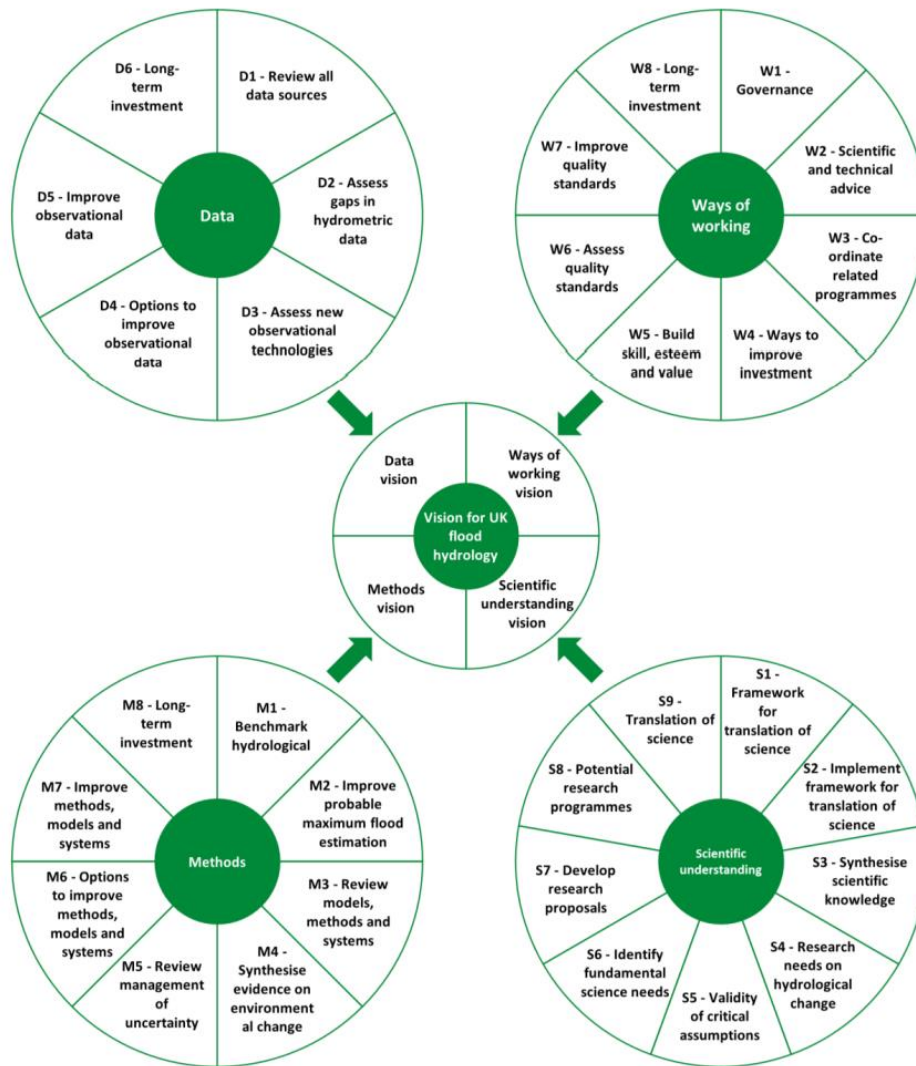 D6 - Long-
term
investment
D1 - Review all
data sources
D2 - Assess
gaps in
hydrometric
data
D3 - Assess new
observational
technologies
D4 - Options to
improve
observational
data
D5 - Improve
observational
data
Data
W8 - Long-
term
investment
W1 -
Governance
W2 - Scientific
and technical
advice
W3 - Co-
ordinate
related
programmes
W4 - Ways to
improve
investment
W5 - Build
skill, esteem
and value
W6 - Assess
quality
standards
W7 - Improve
quality
standards
Ways of
working
Data
vision
Ways of
working
vision
Vision for UK
flood
hydrology
Methods
vision
Scientific
understanding
vision
M8 - Long-
term
investment
M1 -
Benchmark
hydrological
M2 - Improve
probable
maximum flood
estimation
M3 - Review
models,
methods and
systems
M4 -
Synthesise
evidence on
environment
al change
M5 - Review
management
of
uncertainty
M6 - Options
to improve
methods,
models and
systems
M7 - Improve
methods,
models and
systems
Methods
S9 -
Translation of
science
S1 -
Framework
for
translation of
science
S2 - Implement
framework for
translation of
science
S3 - Synthesise
scientific
knowledge
S4 - Research
needs on
hydrological
change
S5 - Validity
of critical
assumptions
S6 - Identify
fundamental
science needs
S7 - Develop
research
proposals
S8 - Potential
research
programmes
Scientific
understanding